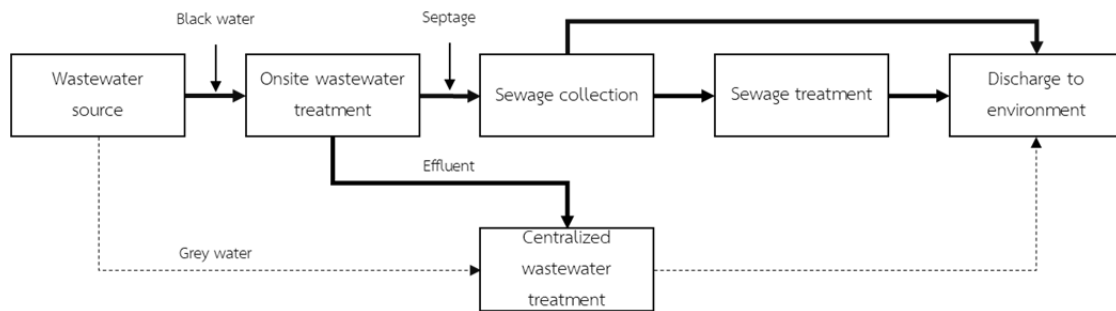 Black water
Septage
Wastewater
source
Onsite wastewater
treatment
Sewage collection
Sewage treatment
Discharge to
environment
Effluent
Grey water
Centralized
wastewater
treatment